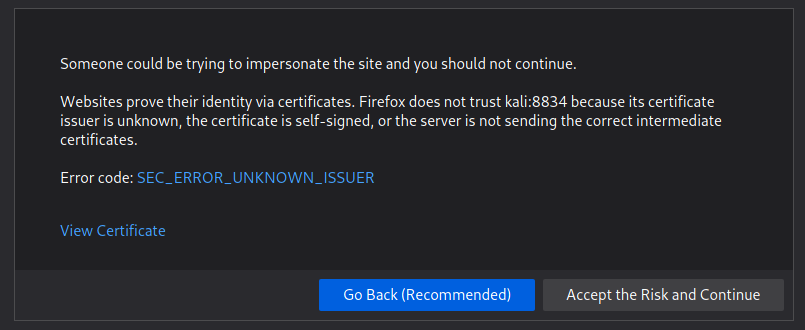 Someone could be trying to impersonate the site and you should not continue.
Websites prove their identity via certificates. Firefox does not trust kali:8834 because its certificate
issuer is unknown, the certificate is self-signed, or the server is not sending the correct intermediate
certificates.
Error code: SEC_ERROR_UNKNOWN_ISSUER
View Certificate
Go Back (Recommended) Accept the Risk and Continue